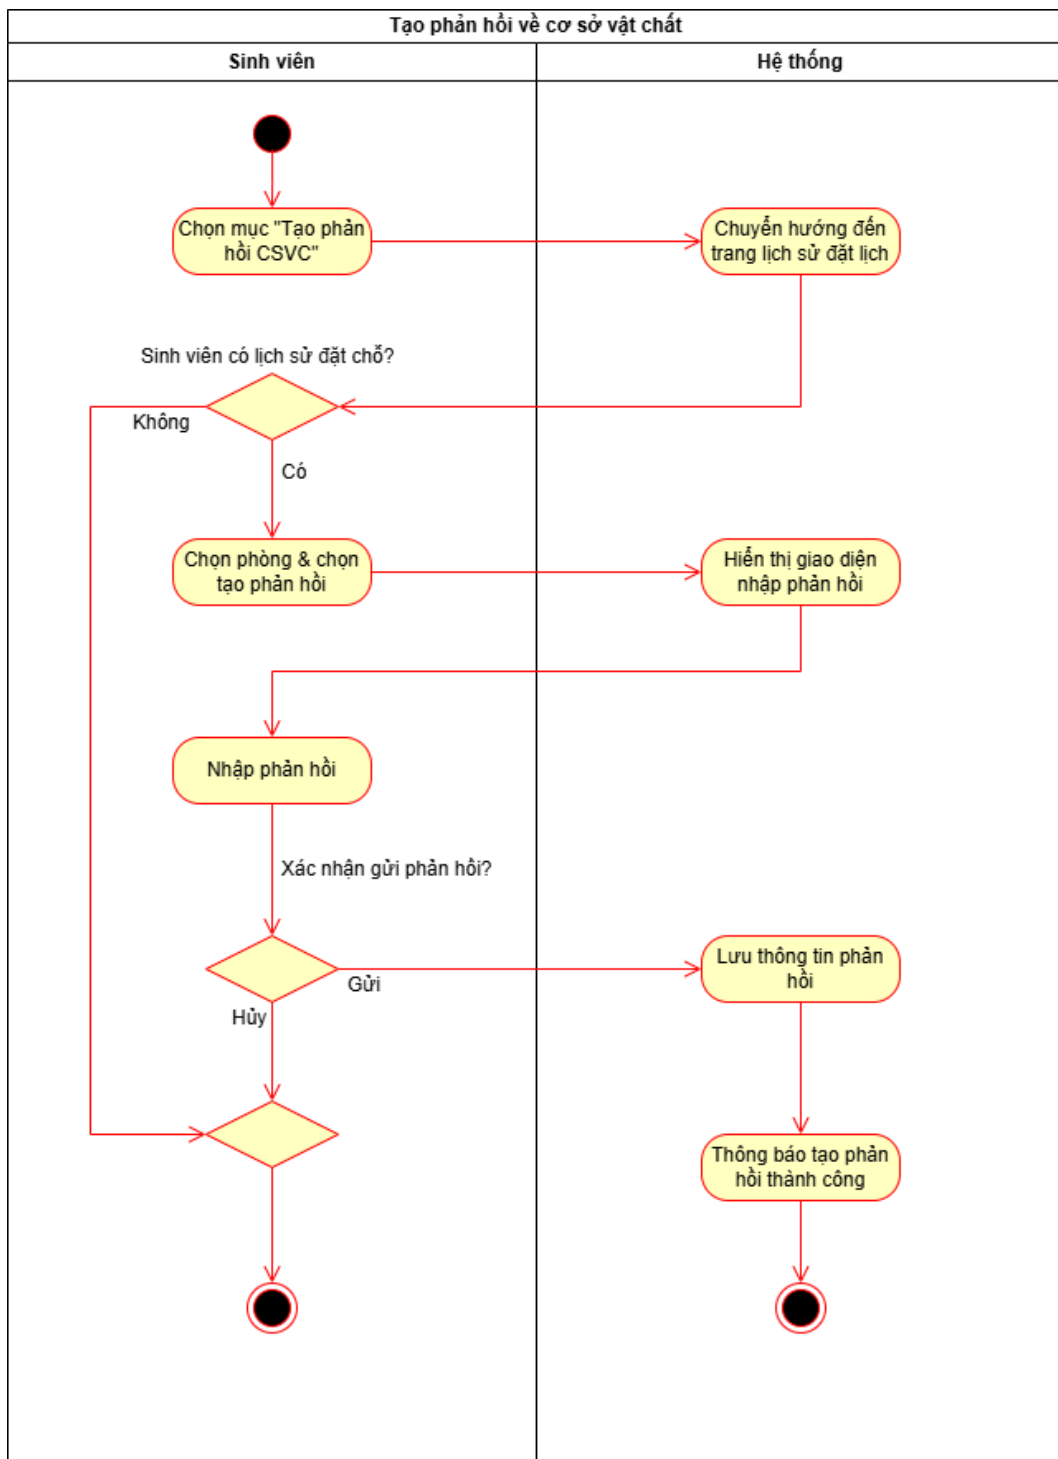 Tạo phản hồi về cơ sở vật chất
Sinh viên
Hệ thống
Chọn mục "Tạo phản
hồi CSVC"
Chuyển hướng đến
trang lịch sử đặt lịch
Sinh viên có lịch sử đặt chỗ?
Không
Có
Chọn phòng & chọn
tạo phản hồi
Hiển thị giao diện
nhập phản hồi
Nhập phản hồi
Xác nhận gửi phản hồi?
Gửi
Hủy
Lưu thông tin phản
hồi
Thông báo tạo phản
hồi thành công